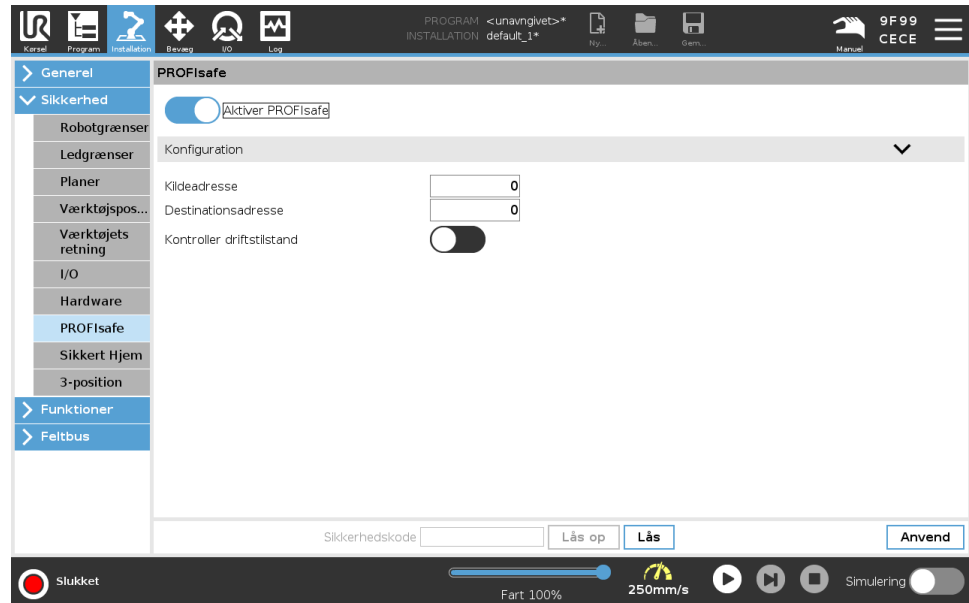 PROGRAM <unavngivet>*
INSTALLATION default_1*
9F99
CECE
Kørsel Program Installation Bevæg I/O Log Ny... Åben... Gem... Manuel
Generel
PROFIsafe
Sikkerhed
Aktiver PROFIsafe
Robotgrænser
Ledgrænser
Konfiguration
Planer
Kildeadresse 0
Værktøjspos...
Destinationsadresse 0
Værktøjets
retning
Kontroller driftstilstand
I/O
Hardware
PROFIsafe
Sikkert Hjem
3-position
Funktioner
Feltbus
Sikkerhedskode Lås op Lås Anvend
Slukket
Fart 100%
250mm/s
Simulering